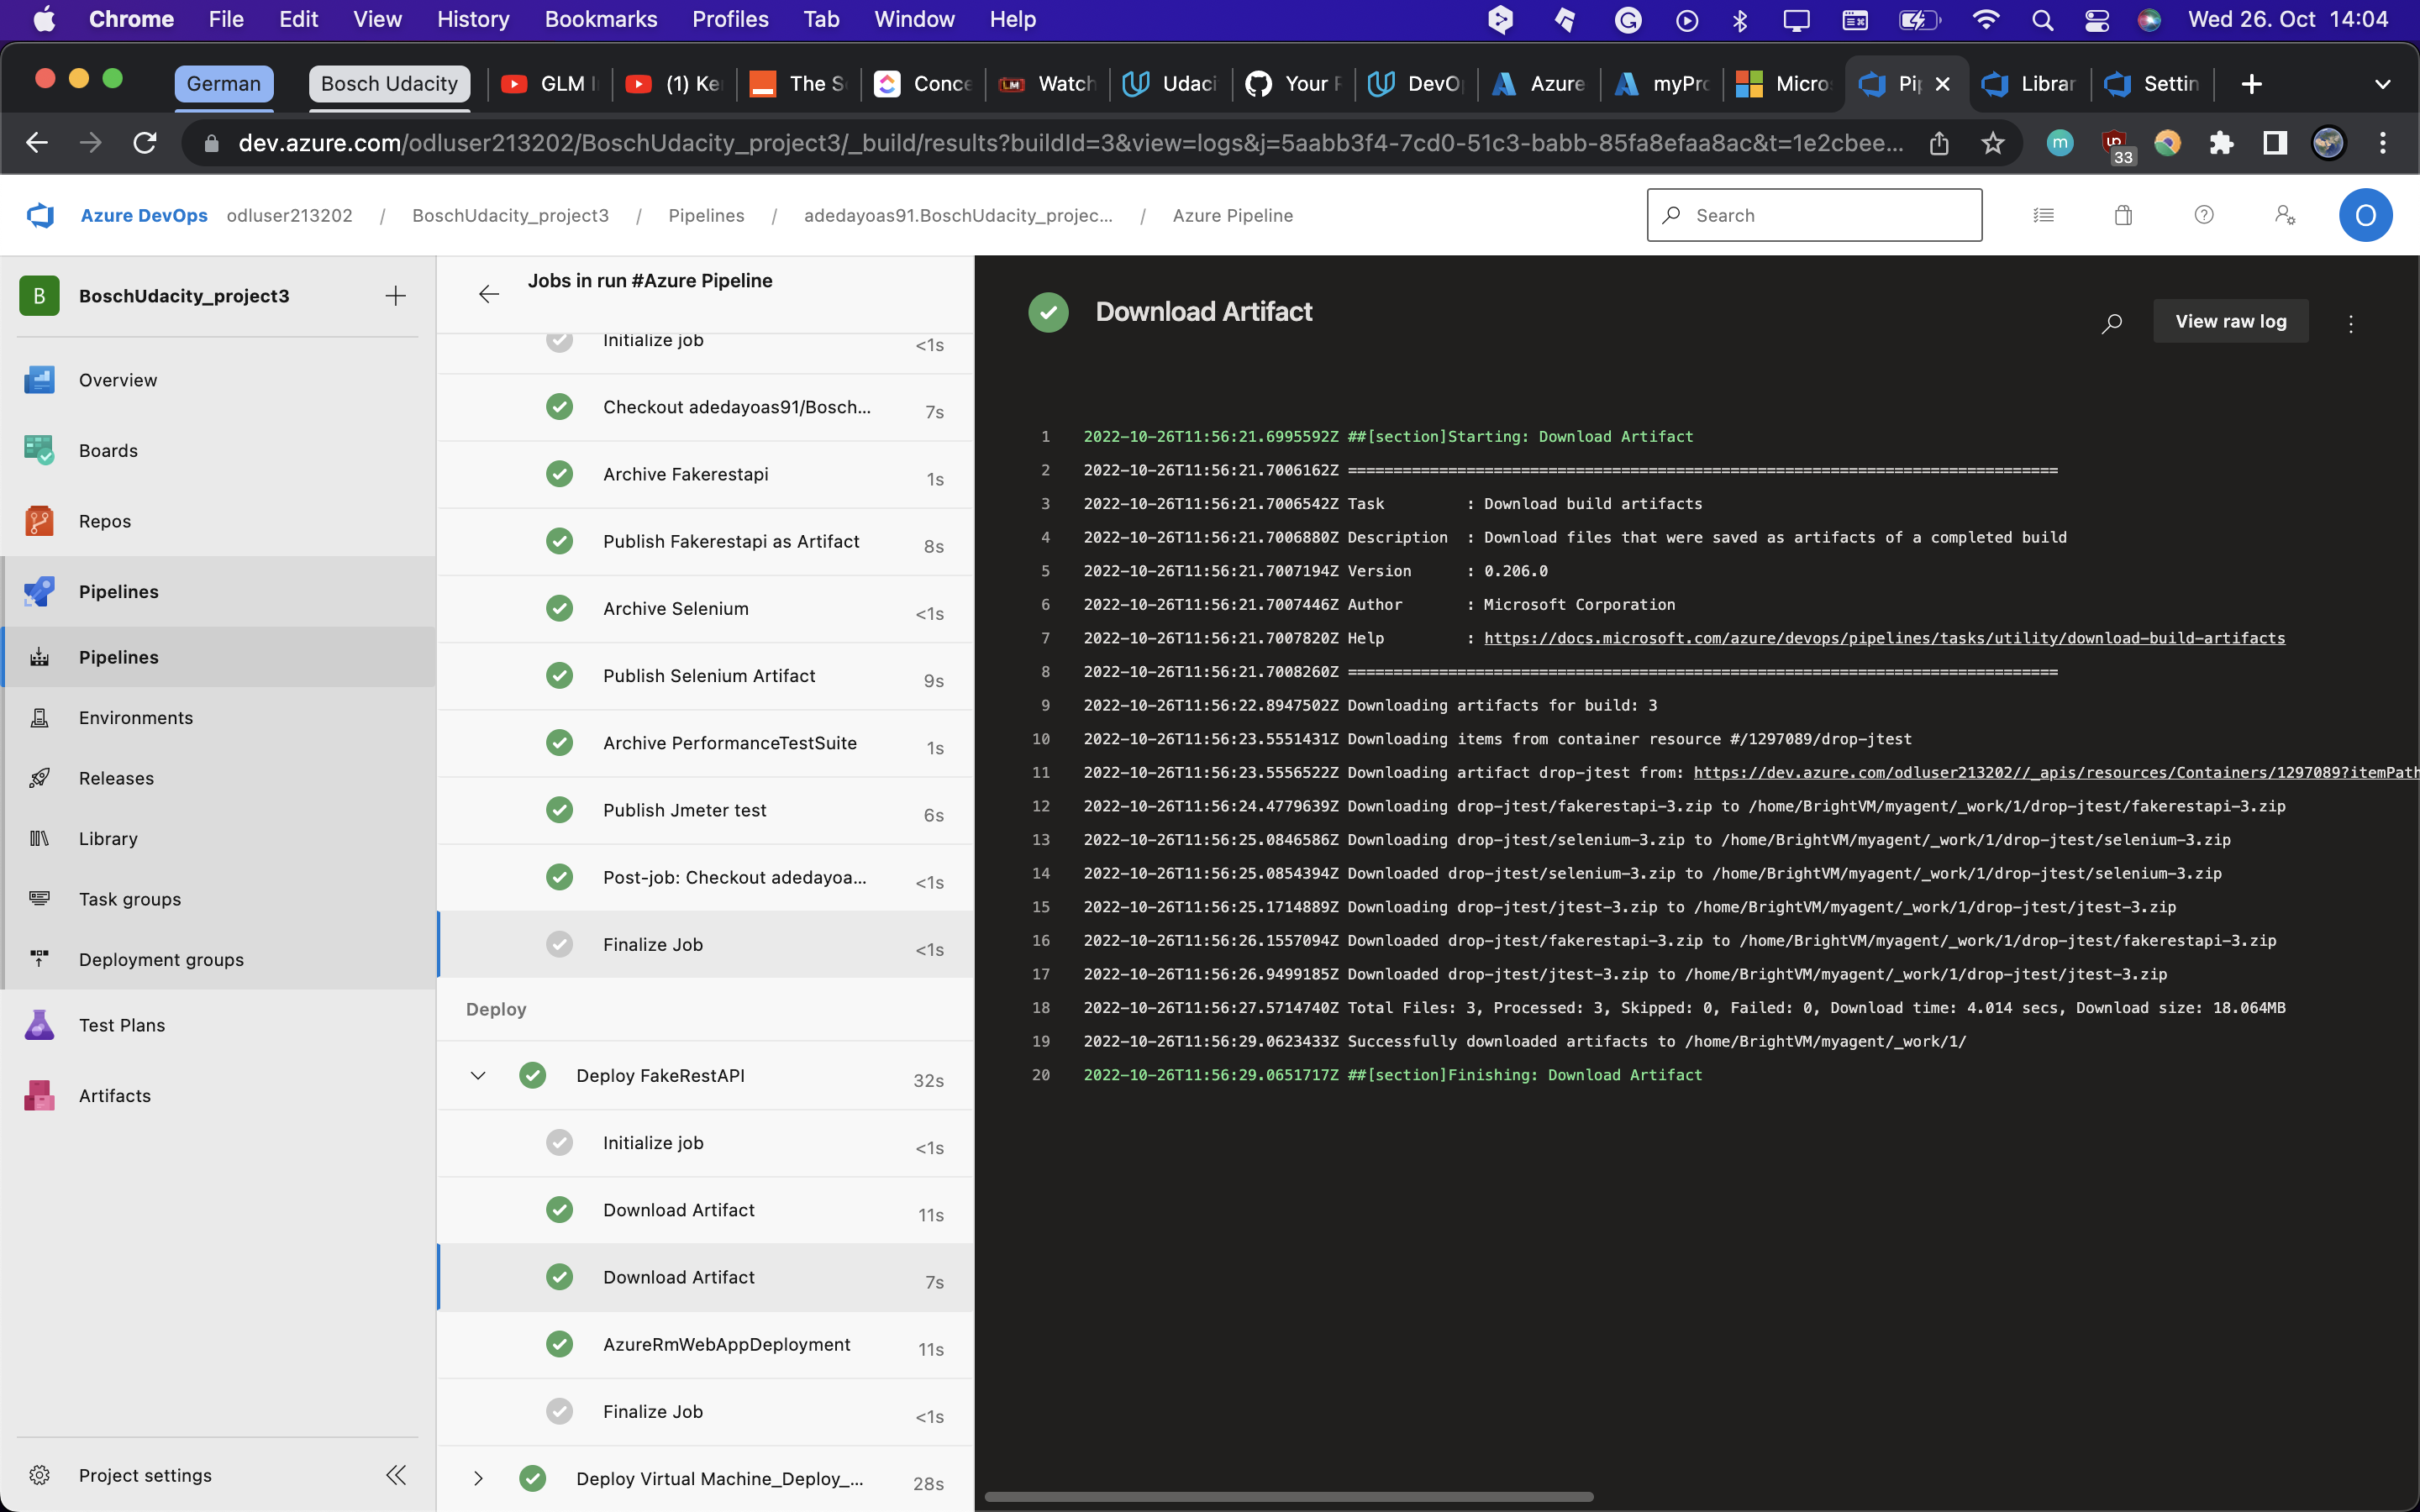 Chrome File Edit View History Bookmarks Profiles Tab Window Help Wed 26. Oct 14:04
German Bosch Udacity GLM (1) The Conce Watch Udaci Your DevO Azure myPro Micro Librar Settin
dev.azure.com/odluser213202/BoschUdacity_project3/_build/results?buildId=3&view=logs&j=5aabb3f4-7cd0-51c3-babb-85fa8efaa8ac&t=1e2cbee... m 33
Azure DevOps odluser213202 / BoschUdacity_project3 / Pipelines / adedayoas91.BoschUdacity_projec... / Azure Pipeline Search O
B BoschUdacity_project3
Overview
Boards
Repos
Pipelines
Pipelines
Environments
Releases
Library
Task groups
Deployment groups
Test Plans
Artifacts
Project settings
Jobs in run #Azure Pipeline
Initialize job <1s
Checkout adedayoas91/Bosch... 7s
Archive Fakerestapi 1s
Publish Fakerestapi as Artifact 8s
Archive Selenium <1s
Publish Selenium Artifact 9s
Archive PerformanceTestSuite 1s
Publish Jmeter test 6s
Post-job: Checkout adedayoa... <1s
Finalize Job <1s
Deploy
Deploy FakeRestAPI 32s
Initialize job <1s
Download Artifact 11s
Download Artifact 7s
AzureRmWebAppDeployment 11s
Finalize Job <1s
Deploy Virtual Machine_Deploy_... 28s
Download Artifact
View raw log
1 2022-10-26T11:56:21.6995592Z ##[section]Starting: Download Artifact
2 2022-10-26T11:56:21.7006162Z ==============================================================================
3 2022-10-26T11:56:21.7006542Z Task : Download build artifacts
4 2022-10-26T11:56:21.7006880Z Description : Download files that were saved as artifacts of a completed build
5 2022-10-26T11:56:21.7007194Z Version : 0.206.0
6 2022-10-26T11:56:21.7007446Z Author : Microsoft Corporation
7 2022-10-26T11:56:21.7007820Z Help : https://docs.microsoft.com/azure/devops/pipelines/tasks/utility/download-build-artifacts
8 2022-10-26T11:56:21.7008260Z ==============================================================================
9 2022-10-26T11:56:22.8947502Z Downloading artifacts for build: 3
10 2022-10-26T11:56:23.5551431Z Downloading items from container resource #/1297089/drop-jtest
11 2022-10-26T11:56:23.5556522Z Downloading artifact drop-jtest from: https://dev.azure.com/odluser213202//_apis/resources/Containers/1297089?itemPath
12 2022-10-26T11:56:24.4779639Z Downloading drop-jtest/fakerestapi-3.zip to /home/BrightVM/myagent/_work/1/drop-jtest/fakerestapi-3.zip
13 2022-10-26T11:56:25.0846586Z Downloading drop-jtest/selenium-3.zip to /home/BrightVM/myagent/_work/1/drop-jtest/selenium-3.zip
14 2022-10-26T11:56:25.0854394Z Downloaded drop-jtest/selenium-3.zip to /home/BrightVM/myagent/_work/1/drop-jtest/selenium-3.zip
15 2022-10-26T11:56:25.1714889Z Downloading drop-jtest/jtest-3.zip to /home/BrightVM/myagent/_work/1/drop-jtest/jtest-3.zip
16 2022-10-26T11:56:26.1557094Z Downloaded drop-jtest/fakerestapi-3.zip to /home/BrightVM/myagent/_work/1/drop-jtest/fakerestapi-3.zip
17 2022-10-26T11:56:26.9499185Z Downloaded drop-jtest/jtest-3.zip to /home/BrightVM/myagent/_work/1/drop-jtest/jtest-3.zip
18 2022-10-26T11:56:27.5714740Z Total Files: 3, Processed: 3, Skipped: 0, Failed: 0, Download time: 4.014 secs, Download size: 18.064MB
19 2022-10-26T11:56:29.0623433Z Successfully downloaded artifacts to /home/BrightVM/myagent/_work/1/
20 2022-10-26T11:56:29.0651717Z ##[section]Finishing: Download Artifact